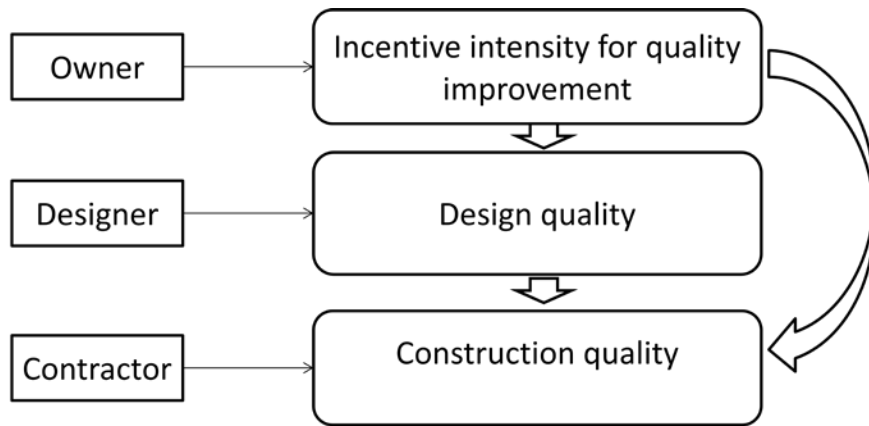 Owner
Incentive intensity for quality
improvement
Designer
Design quality
Contractor
Construction quality